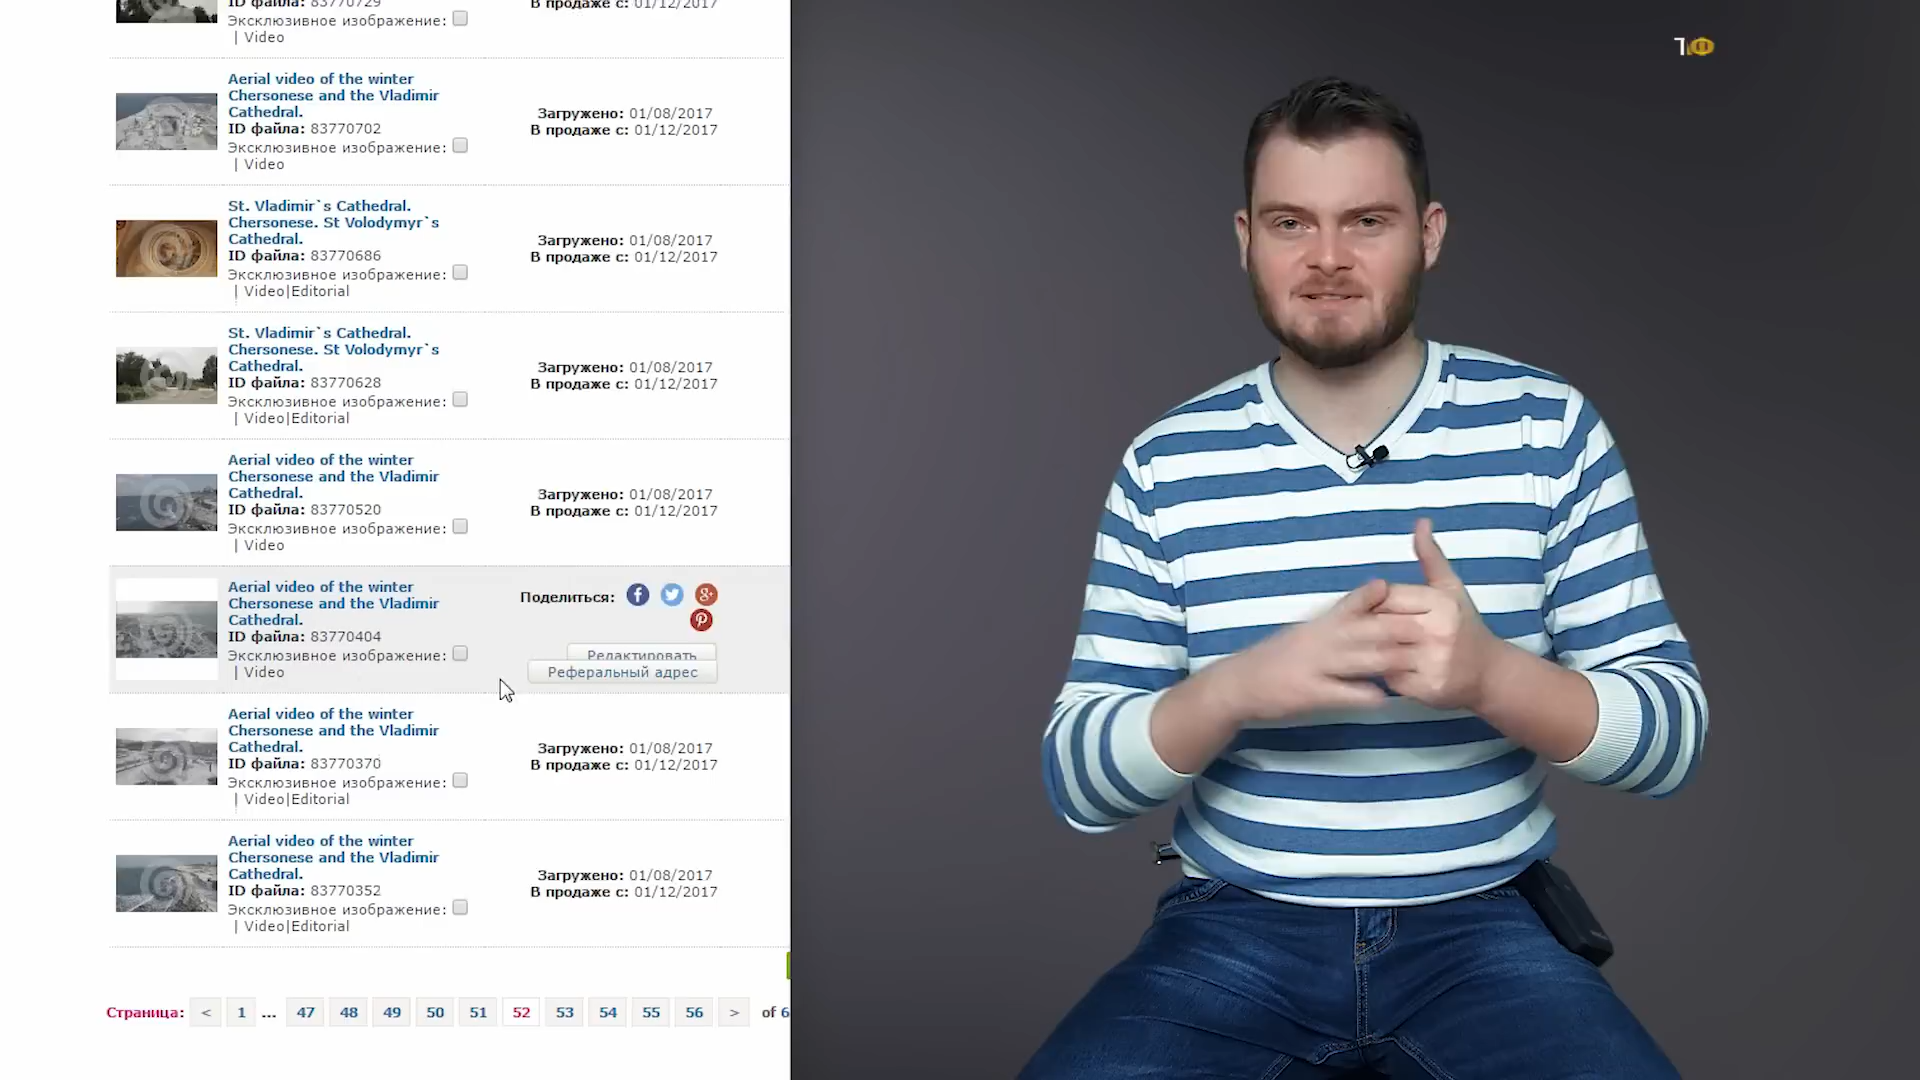 ID файла: 83770729
В продаже с: 01/12/2017
Эксклюзивное изображение:
| Video
Aerial video of the winter
Chersonese and the Vladimir
Cathedral.
ID файла: 83770702
Эксклюзивное изображение:
| Video
Загружено: 01/08/2017
В продаже с: 01/12/2017
St. Vladimir`s Cathedral.
Chersonese. St Volodymyr`s
Cathedral.
ID файла: 83770686
Эксклюзивное изображение:
| Video|Editorial
Загружено: 01/08/2017
В продаже с: 01/12/2017
St. Vladimir`s Cathedral.
Chersonese. St Volodymyr`s
Cathedral.
ID файла: 83770628
Эксклюзивное изображение:
| Video|Editorial
Загружено: 01/08/2017
В продаже с: 01/12/2017
Aerial video of the winter
Chersonese and the Vladimir
Cathedral.
ID файла: 83770520
Эксклюзивное изображение:
| Video
Загружено: 01/08/2017
В продаже с: 01/12/2017
Aerial video of the winter
Chersonese and the Vladimir
Cathedral.
ID файла: 83770404
Эксклюзивное изображение:
| Video
Поделиться:
Редактировать
Реферальный адрес
Aerial video of the winter
Chersonese and the Vladimir
Cathedral.
ID файла: 83770370
Эксклюзивное изображение:
| Video|Editorial
Загружено: 01/08/2017
В продаже с: 01/12/2017
Aerial video of the winter
Chersonese and the Vladimir
Cathedral.
ID файла: 83770352
Эксклюзивное изображение:
| Video
Загружено: 01/08/2017
В продаже с: 01/12/2017
Страница: < 1 ... 47 48 49 50 51 52 53 54 55 56 > of 6